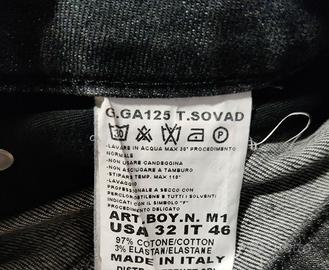 G.GA125 T.SOVAD
30 P
-LAVARE IN ACQUA MAX 30° PROCEDIMENTO
NORMALE
-NON USARE CANDEGGINA
-NON ASCIUGARE A TAMBURO
-STIRARE TEMP. MAX 110°
-LAVAGGIO
PROFESSIONALE A SECCO CON
PERCLOROETILENE E TUTTI I SOLVENTI
INDICATI CON IL SIMBOLO "F"
PROCEDIMENTO DELICATO
ART.BOY.N. M1
USA 32 IT 46
97% COTONE/COTTON
3% ELASTAN/ELASTANE
MADE IN ITALY